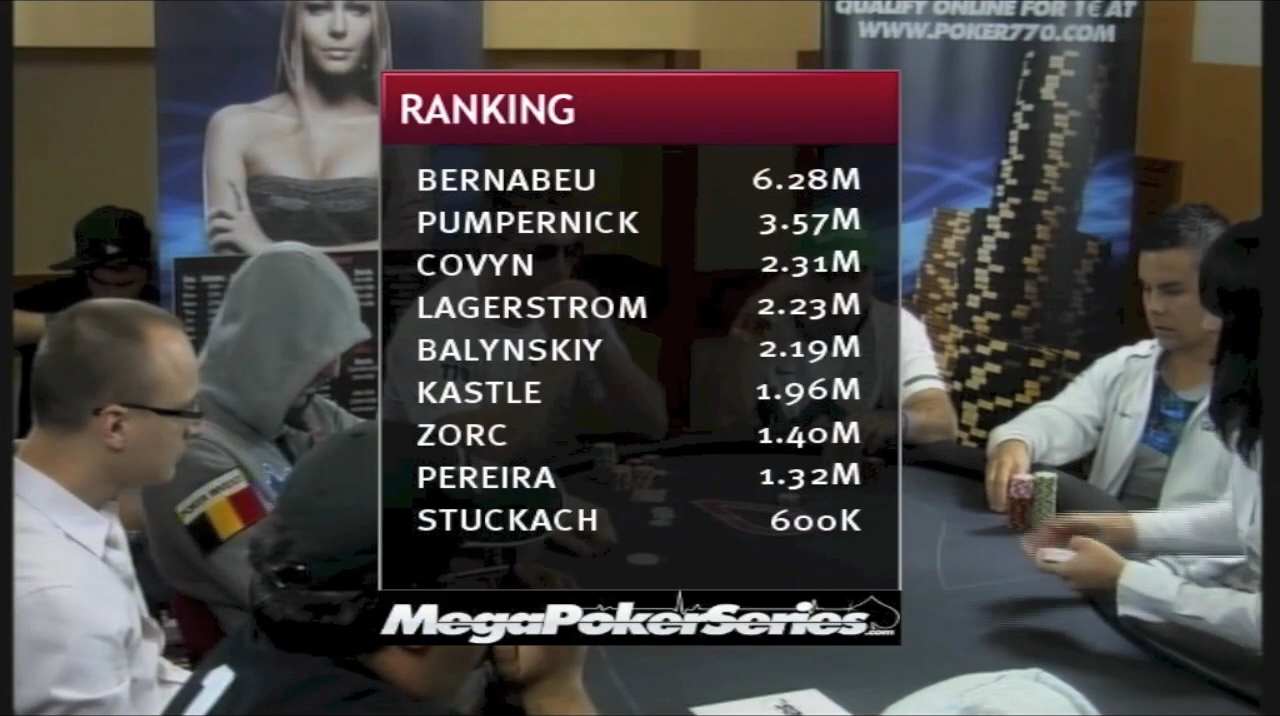 QUALIFY ONLINE FOR 1€ AT
WWW.POKER770.COM
RANKING
BERNABEU 6.28M
PUMPERNICK 3.57M
COVYN 2.31M
LAGERSTROM 2.23M
BALYNSKIY 2.19M
KASTLE 1.96M
ZORC 1.40M
PEREIRA 1.32M
STUCKACH 600K
MegaPokerSeries.com